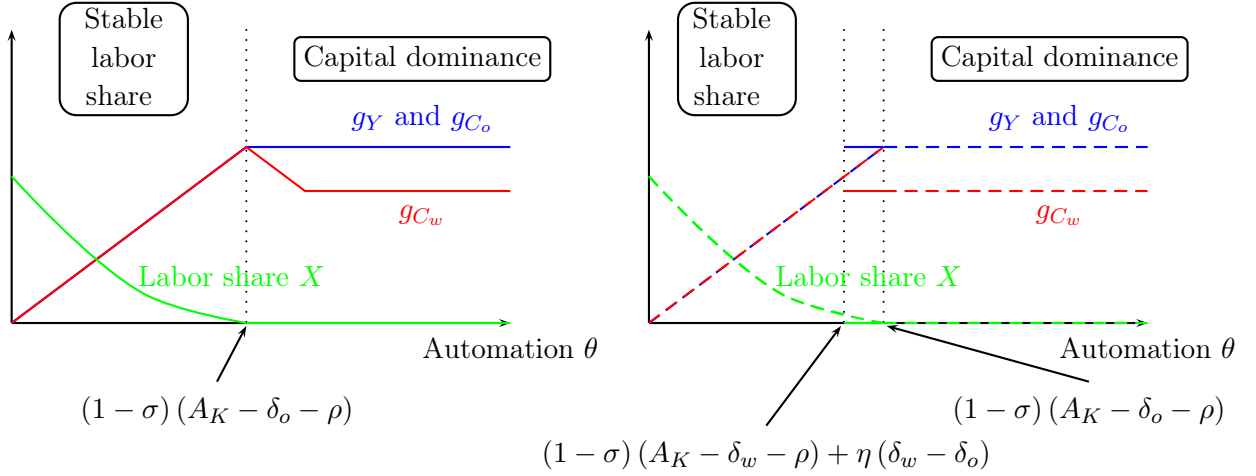 Stable
labor
share
Capital dominance
g_Y and g_{C_o}
g_{C_w}
Labor share X
Automation θ
(1 − σ) (A_K − δ_o − ρ)
Stable
labor
share
Capital dominance
g_Y and g_{C_o}
g_{C_w}
Labor share X
Automation θ
(1 − σ) (A_K − δ_o − ρ)
(1 − σ) (A_K − δ_w − ρ) + η (δ_w − δ_o)